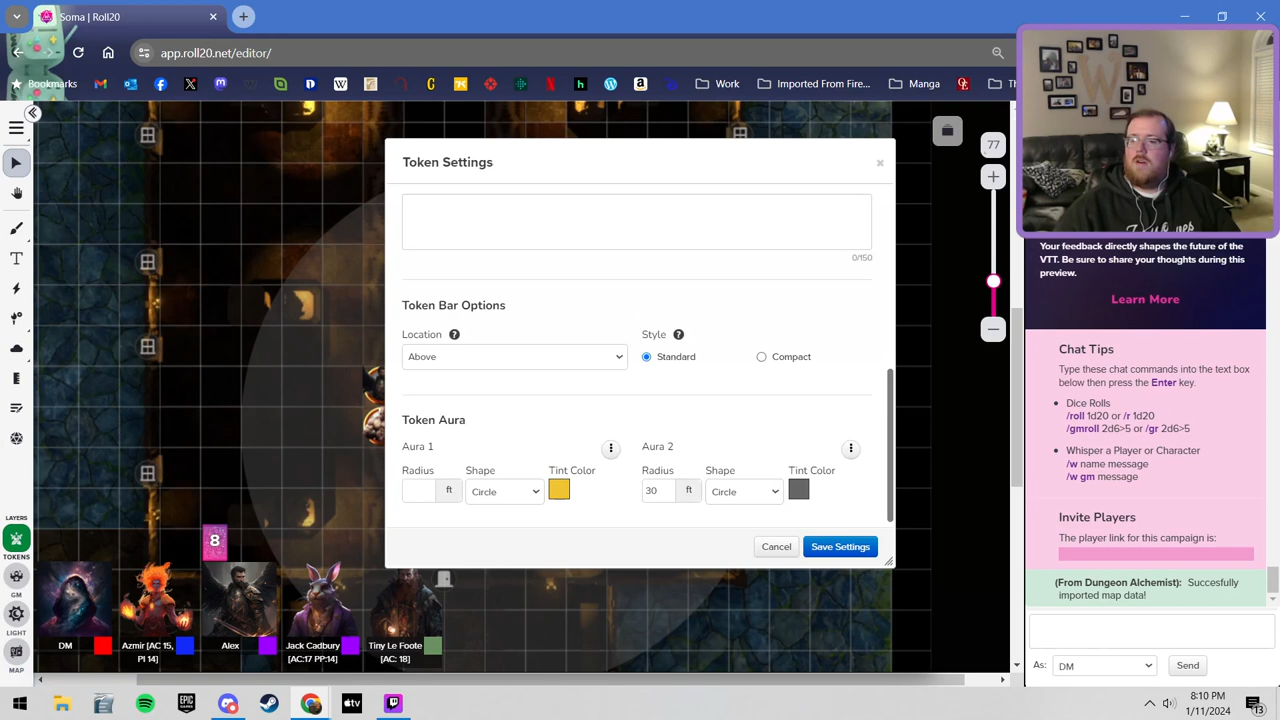 Soma | Roll20
app.roll20.net/editor/
Bookmarks
Work
Imported From Fire...
Manga
Th
77
Token Settings
0/150
Token Bar Options
Location ?
Style ?
Above
Standard
Compact
Token Aura
Aura 1
Aura 2
Radius
Shape
Tint Color
Radius
Shape
Tint Color
ft
Circle
30
ft
Circle
Cancel
Save Settings
LAYERS
TOKENS
GM
LIGHT
MAP
8
DM
Azmir [AC 15,
PI 14]
Alex
Jack Cadbury
[AC:17 PP:14]
Tiny Le Foote
[AC: 18]
Your feedback directly shapes the future of the
VTT. Be sure to share your thoughts during this
preview.
Learn More
Chat Tips
Type these chat commands into the text box
below then press the Enter key.
Dice Rolls
/roll 1d20 or /r 1d20
/gmroll 2d6>5 or /gr 2d6>5
Whisper a Player or Character
/w name message
/w gm message
Invite Players
The player link for this campaign is:
(From Dungeon Alchemist): Succesfully
imported map data!
As:
DM
Send
8:10 PM
1/11/2024
13